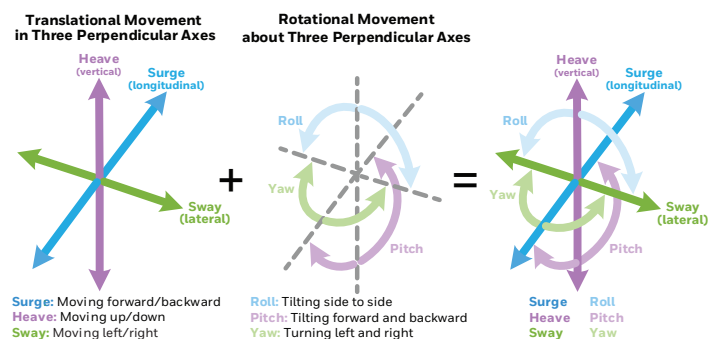 Translational Movement
in Three Perpendicular Axes
Heave
(vertical)
Surge
(longitudinal)
Sway
(lateral)
Surge: Moving forward/backward
Heave: Moving up/down
Sway: Moving left/right
+
Rotational Movement
about Three Perpendicular Axes
Roll
Yaw
Pitch
Roll: Tilting side to side
Pitch: Tilting forward and backward
Yaw: Turning left and right
=
Heave
(vertical)
Surge
(longitudinal)
Roll
Yaw
Sway
(lateral)
Pitch
Surge Roll
Heave Pitch
Sway Yaw